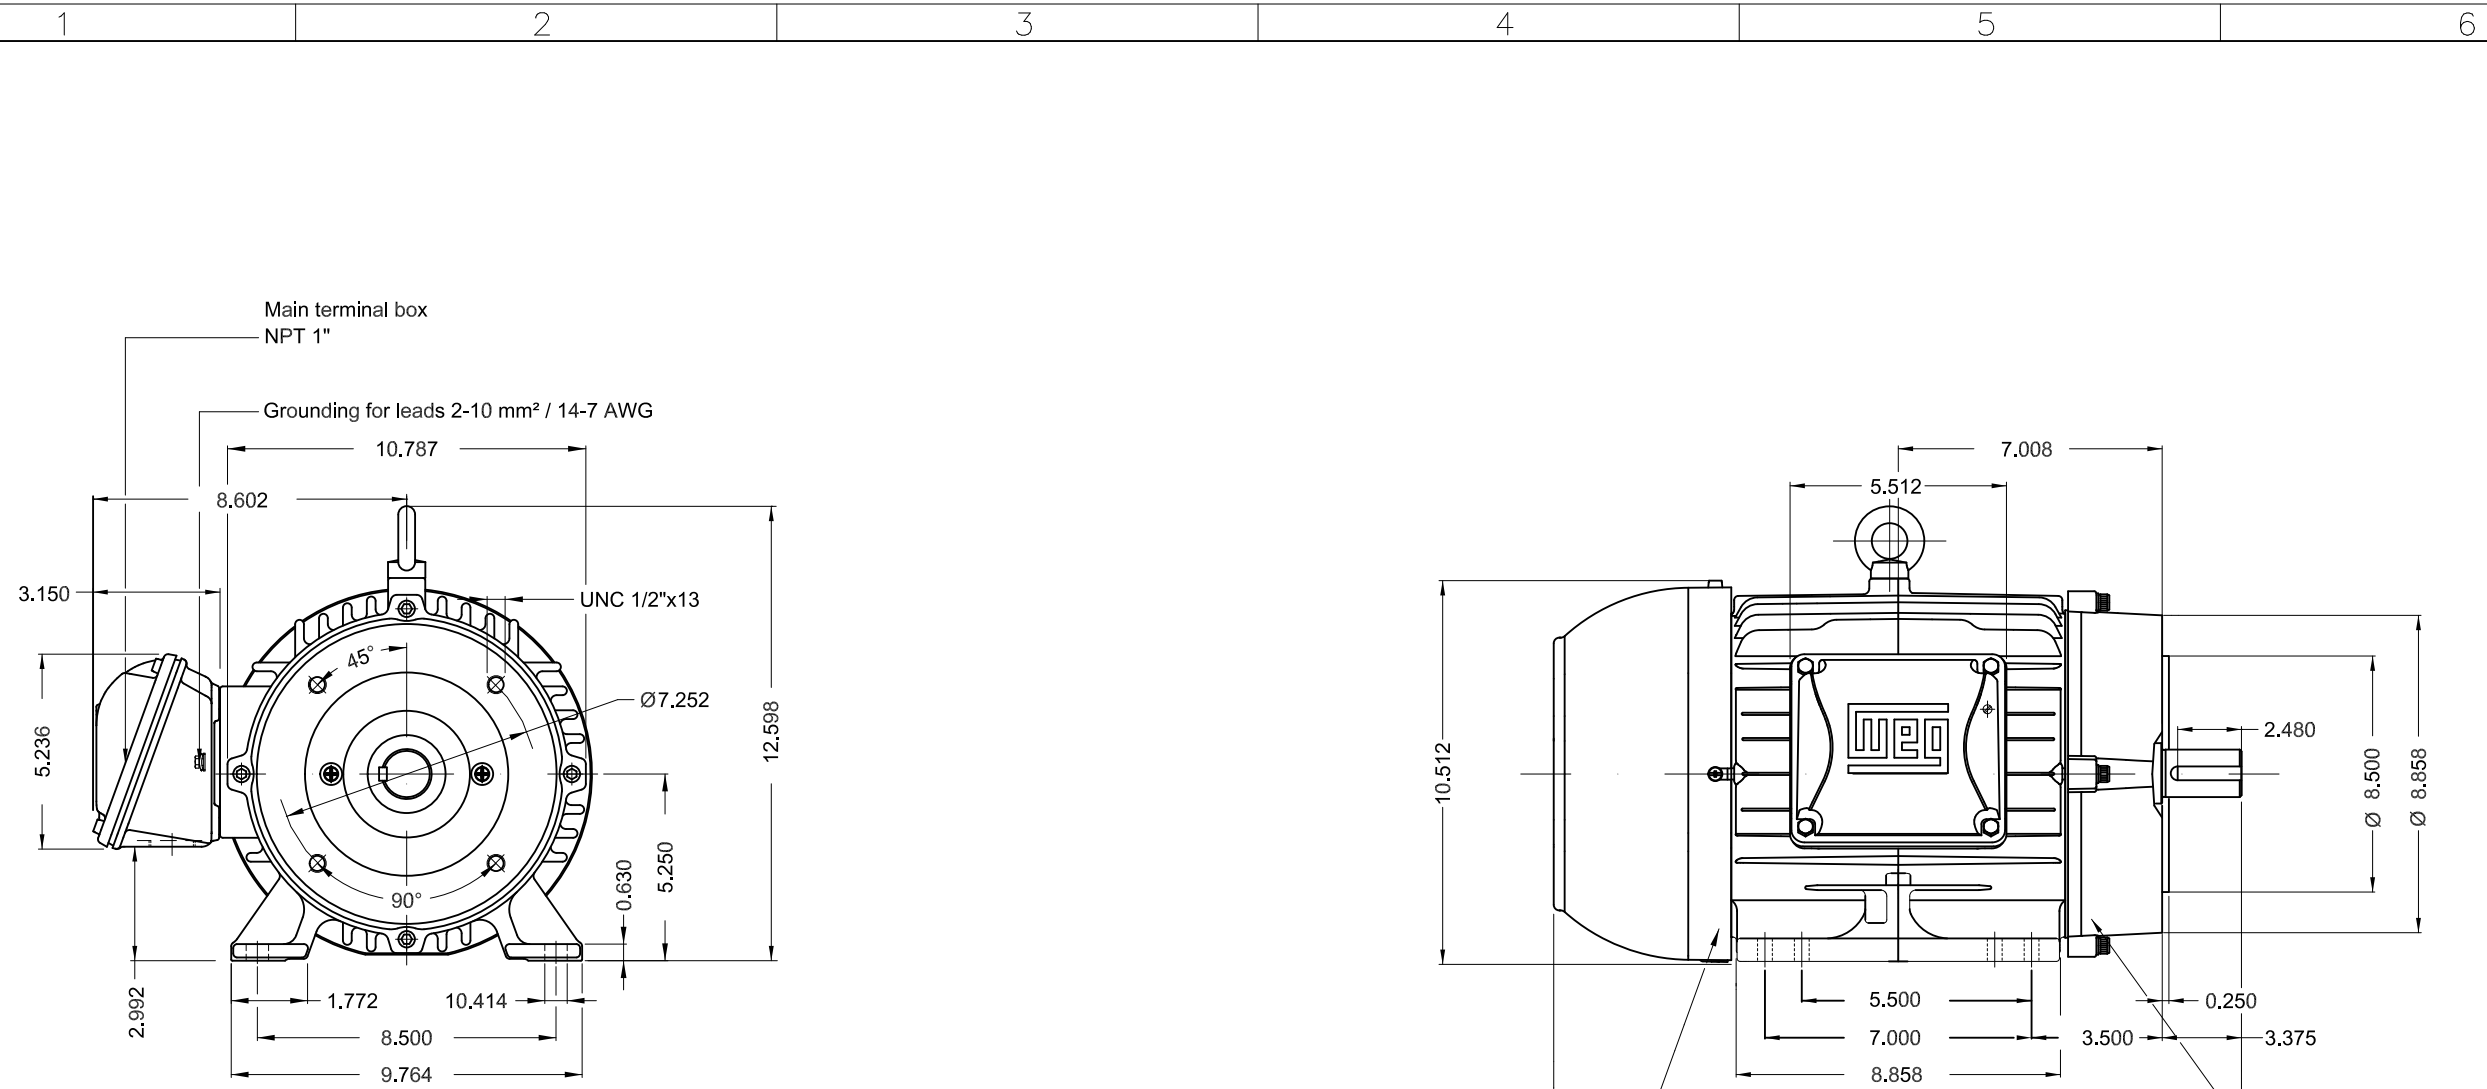 1 2 3 4 5 6
Main terminal box
NPT 1"
Grounding for leads 2-10 mm² / 14-7 AWG
10.787
8.602
3.150
UNC 1/2"x13
45°
Ø7.252
5.236
12.598
5.250
0.630
90°
2.992
1.772
10.414
8.500
9.764
7.008
5.512
10.512
weg
2.480
Ø 8.500
Ø 8.858
5.500
0.250
7.000
3.500
3.375
8.858